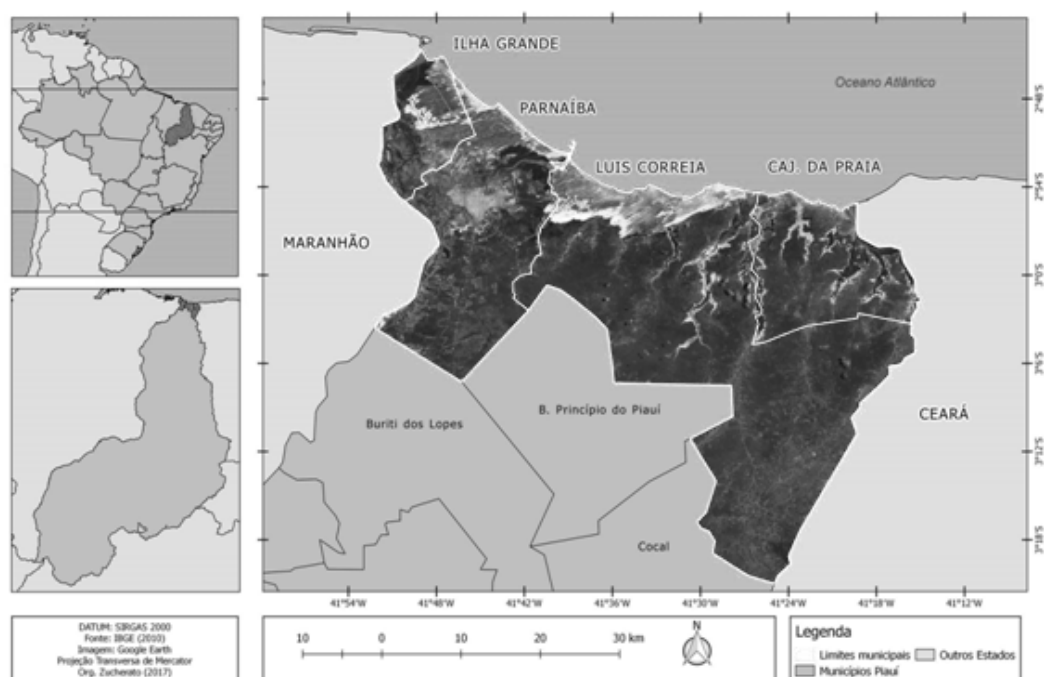 ILHA GRANDE
Oceano Atlântico
PARNAÍBA
LUIS CORREIA
CAJ. DA PRAIA
MARANHÃO
CEARÁ
B. Princípio do Piauí
Buriti dos Lopes
Cocal
2°48'S
2°54'S
3°0'S
3°6'S
3°12'S
3°18'S
41°54'W
41°48'W
41°42'W
41°36'W
41°30'W
41°24'W
41°18'W
41°12'W
DATUM: SIRGAS 2000
Fonte: IBGE (2010)
Imagem: Google Earth
Projeção Transversa de Mercator
Org. Zucherato (2017)
10 0 10 20 30 km
N
Legenda
Limites municipais
Outros Estados
Municípios Piauí